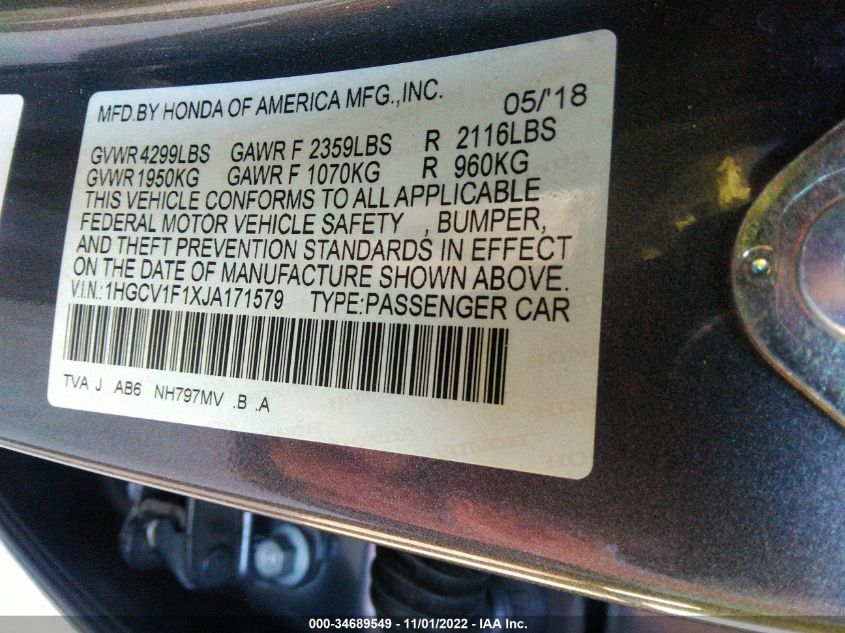 MFD.BY HONDA OF AMERICA MFG.,INC. 05/'18
GVWR 4299LBS GAWR F 2359LBS R 2116LBS
GVWR 1950KG GAWR F 1070KG R 960KG
THIS VEHICLE CONFORMS TO ALL APPLICABLE
FEDERAL MOTOR VEHICLE SAFETY , BUMPER,
AND THEFT PREVENTION STANDARDS IN EFFECT
ON THE DATE OF MANUFACTURE SHOWN ABOVE.
V.I.N.:1HGCV1F1XJA171579 TYPE:PASSENGER CAR
TVA J AB6 NH797MV .B .A
000-34689549 - 11/01/2022 - IAA Inc.